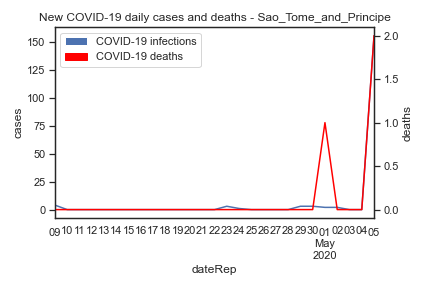 New COVID-19 daily cases and deaths - Sao_Tome_and_Principe
COVID-19 infections
COVID-19 deaths
150
125
100
75
50
25
0
cases
2.0
1.5
1.0
0.5
0.0
deaths
09 10 11 12 13 14 15 16 17 18 19 20 21 22 23 24 25 26 27 28 29 30 01 02 03 04 05
May
2020
dateRep